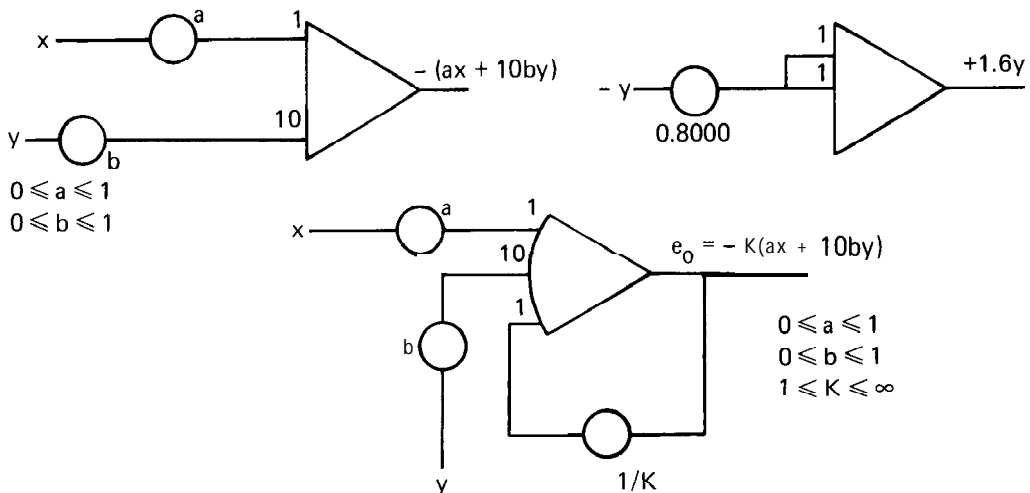 a
1
x
− (ax + 10by)
10
y
b
0 ≤ a ≤ 1
0 ≤ b ≤ 1
1
+1.6y
1
− y
0.8000
a
1
x
10
e₀ = − K(ax + 10by)
1
b
0 ≤ a ≤ 1
0 ≤ b ≤ 1
1 ≤ K ≤ ∞
y
1/K